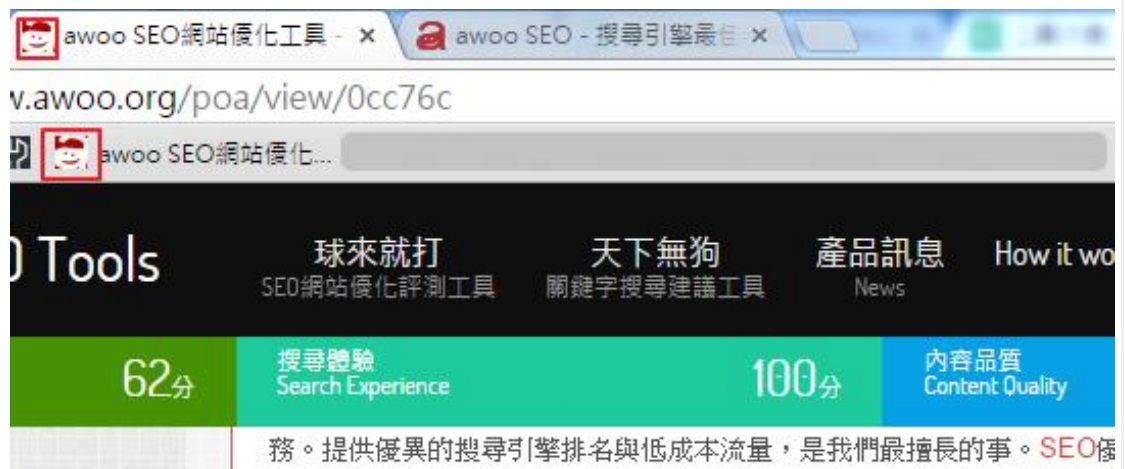 awoo SEO網站優化工具 - × awoo SEO - 搜尋引擎最佳 ×
w.awoo.org/poa/view/0cc76c
awoo SEO網站優化...
Tools 球來就打 天下無狗 產品訊息 How it wo
SEO網站優化評測工具 關鍵字搜尋建議工具 News
62分 搜尋體驗 100分 內容品質
Search Experience Content Quality
務。提供優異的搜尋引擎排名與低成本流量,是我們最擅長的事。SEO優